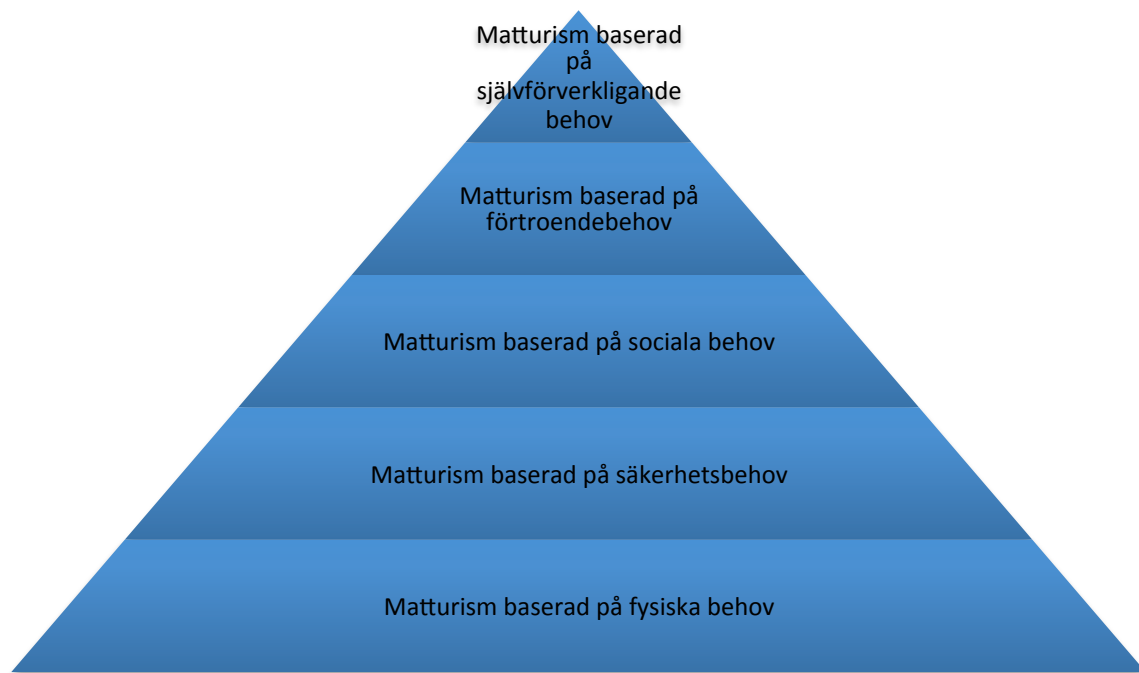 Matturism baserad
på
självförverkligande
behov
Matturism baserad på
förtroendebehov
Matturism baserad på sociala behov
Matturism baserad på säkerhetsbehov
Matturism baserad på fysiska behov